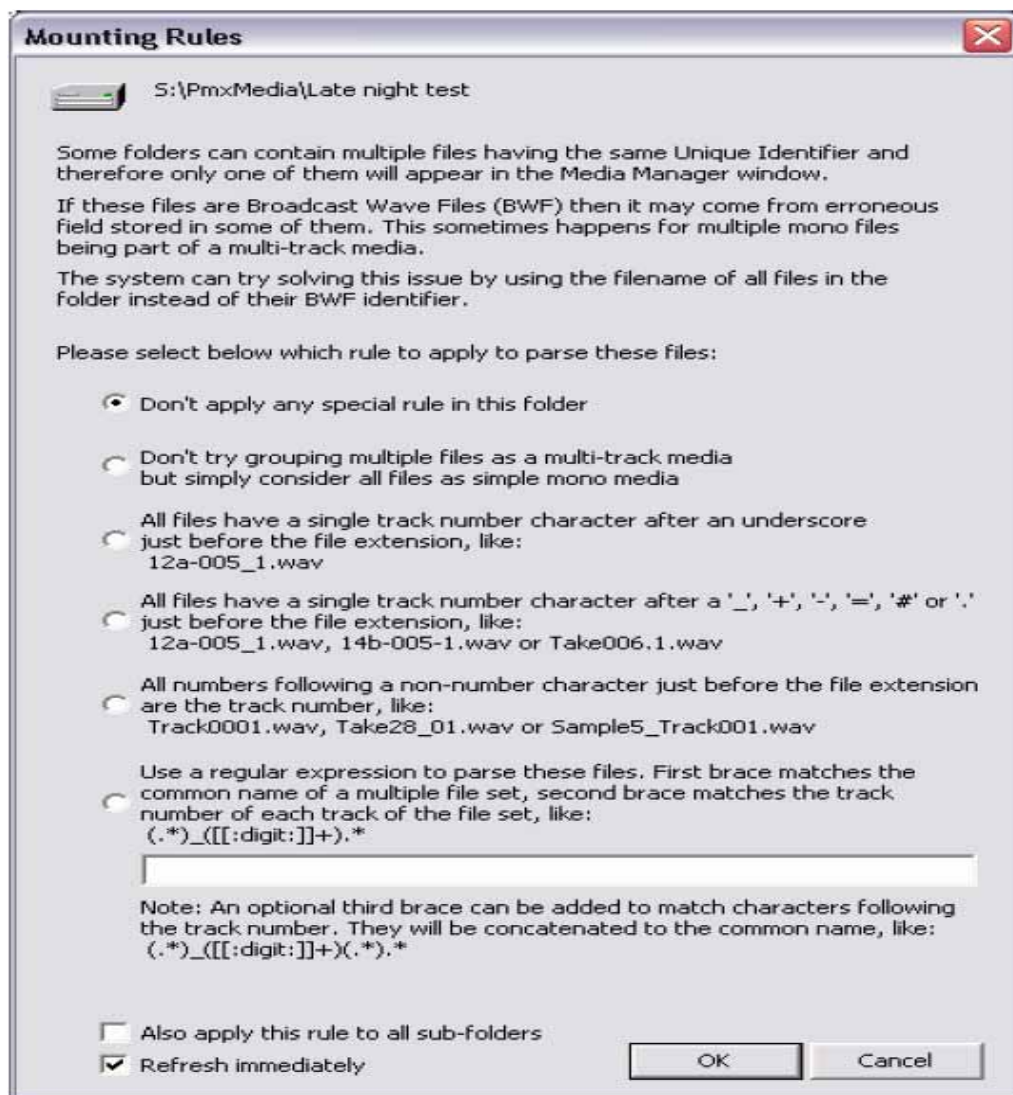 Mounting Rules
S:\PmxMedia\Late night test
Some folders can contain multiple files having the same Unique Identifier and
therefore only one of them will appear in the Media Manager window.
If these files are Broadcast Wave Files (BWF) then it may come from erroneous
field stored in some of them. This sometimes happens for multiple mono files
being part of a multi-track media.
The system can try solving this issue by using the filename of all files in the
folder instead of their BWF identifier.
Please select below which rule to apply to parse these files:
Don't apply any special rule in this folder
Don't try grouping multiple files as a multi-track media
but simply consider all files as simple mono media
All files have a single track number character after an underscore
just before the file extension, like:
12a-005_1.wav
All files have a single track number character after a '_', '+', '-', '=', '#' or '.'
just before the file extension, like:
12a-005_1.wav, 14b-005-1.wav or Take006.1.wav
All numbers following a non-number character just before the file extension
are the track number, like:
Track0001.wav, Take28_01.wav or Sample5_Track001.wav
Use a regular expression to parse these files. First brace matches the
common name of a multiple file set, second brace matches the track
number of each track of the file set, like:
(.*)_([[:digit:]]+).*
Note: An optional third brace can be added to match characters following
the track number. They will be concatenated to the common name, like:
(.*)_([[:digit:]]+)(.*).*
Also apply this rule to all sub-folders
Refresh immediately
OK
Cancel